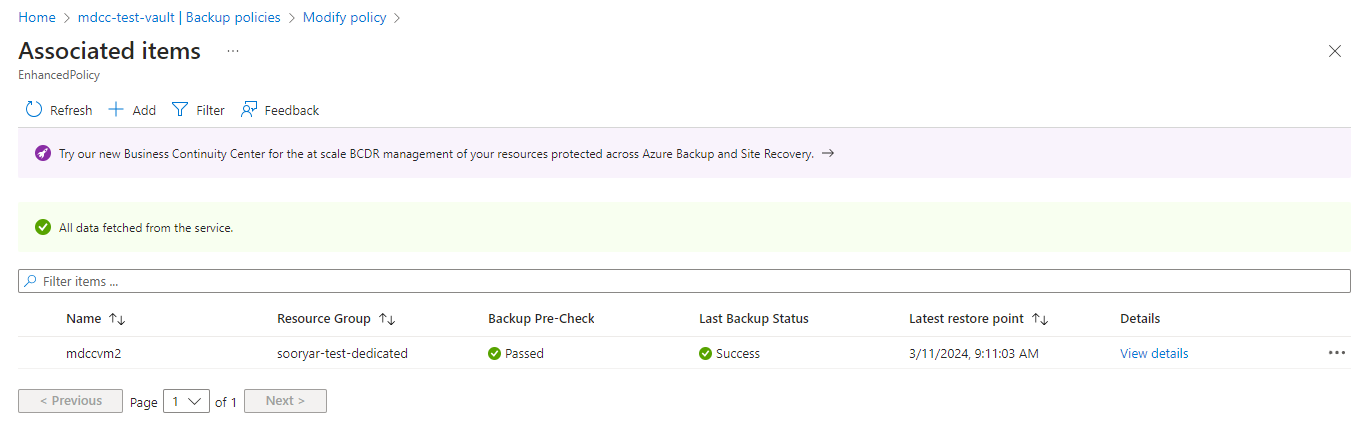 Home > mdcc-test-vault | Backup policies > Modify policy >
Associated items ...
EnhancedPolicy
Refresh Add Filter Feedback
Try our new Business Continuity Center for the at scale BCDR management of your resources protected across Azure Backup and Site Recovery. →
All data fetched from the service.
Filter items ...
Name ↑↓ Resource Group ↑↓ Backup Pre-Check Last Backup Status Latest restore point ↑↓ Details
mdccvm2 sooryar-test-dedicated Passed Success 3/11/2024, 9:11:03 AM View details ...
< Previous Page 1 of 1 Next >